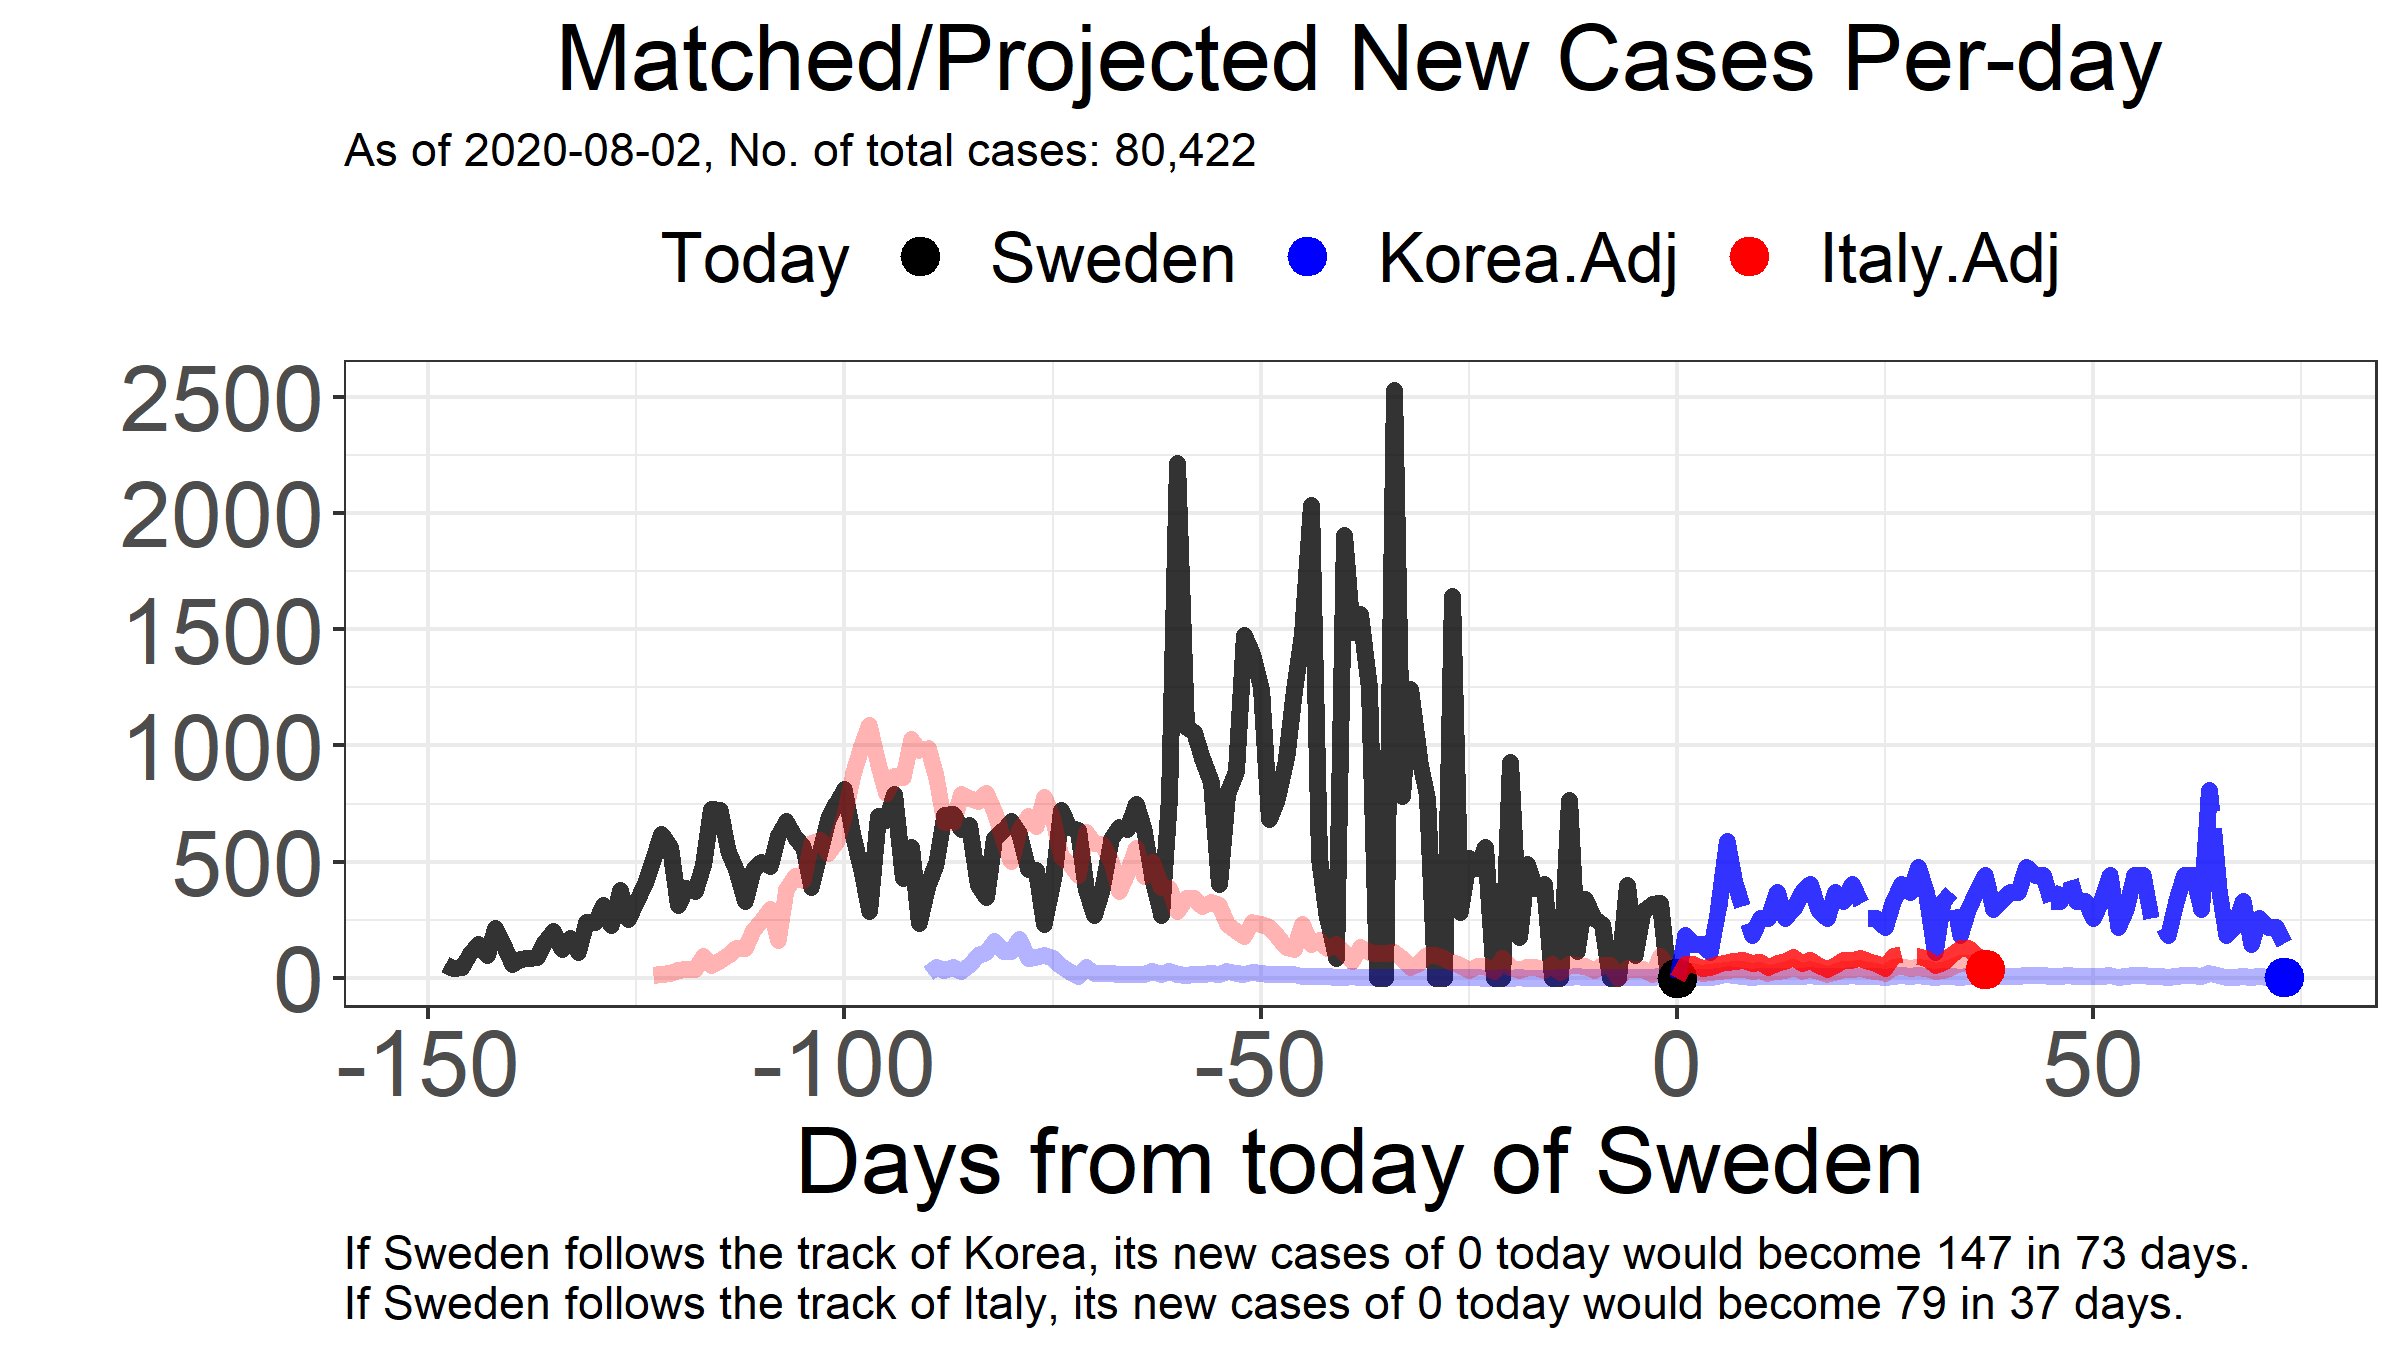 Matched/Projected New Cases Per-day
As of 2020-08-02, No. of total cases: 80,422
Today Sweden Korea.Adj Italy.Adj
2500
2000
1500
1000
500
0
-150 -100 -50 0 50
Days from today of Sweden
If Sweden follows the track of Korea, its new cases of 0 today would become 147 in 73 days.
If Sweden follows the track of Italy, its new cases of 0 today would become 79 in 37 days.